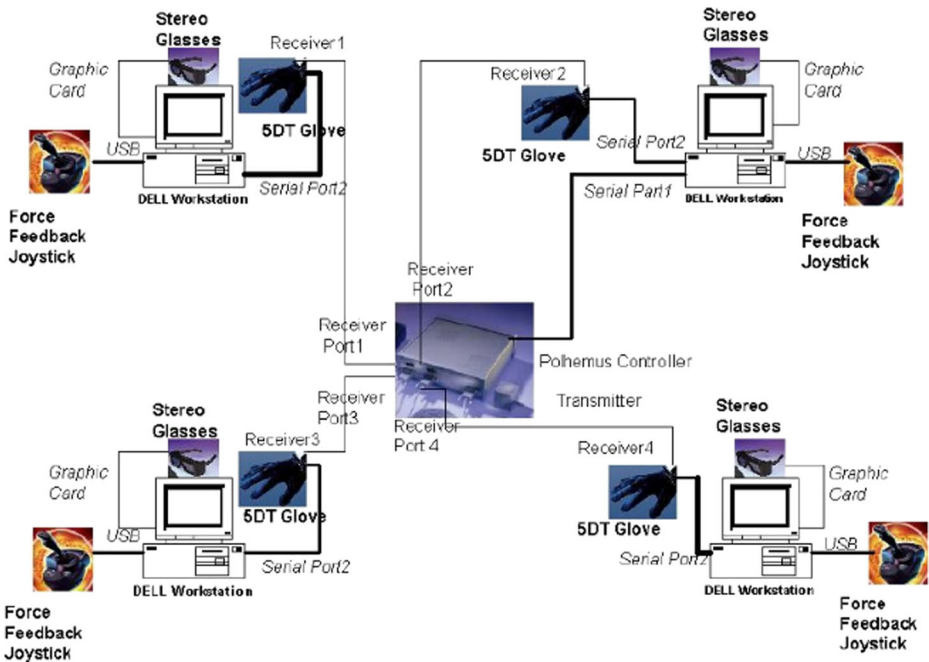 Stereo
Glasses
Receiver1
Graphic
Card
5DT Glove
USB
Serial Port2
DELL Workstation
Force
Feedback
Joystick
Stereo
Glasses
Receiver2
Graphic
Card
5DT Glove
Serial Port2
USB
Serial Part1
DELL Workstation
Force
Feedback
Joystick
Receiver
Port2
Receiver
Port1
Polhemus Controller
Receiver
Port3
Transmitter
Receiver
Port 4
Stereo
Glasses
Receiver3
Graphic
Card
5DT Glove
USB
Serial Port2
DELL Workstation
Force
Feedback
Joystick
Stereo
Glasses
Receiver4
Graphic
Card
5DT Glove
USB
Serial Port2
DELL Workstation
Force
Feedback
Joystick